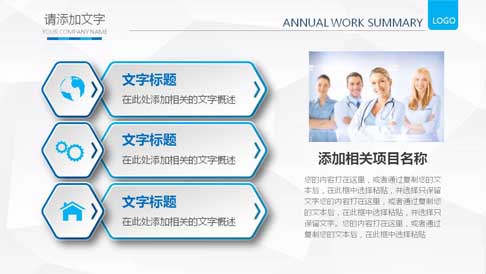 请添加文字
YOUR COMPANY NAME
ANNUAL WORK SUMMARY
LOGO
文字标题
在此处添加相关的文字概述
文字标题
在此处添加相关的文字概述
文字标题
在此处添加相关的文字概述
添加相关项目名称
您的内容打在这里，或者通过复制您的文
本后，在此框中选择粘贴，并选择只保留
文字您的内容打在这里，或者通过复制您
的文本后，在此框中选择粘贴，并选择只
保留文字。您的内容打在这里，或者通过
复制您的文本后，在此框中选择粘贴